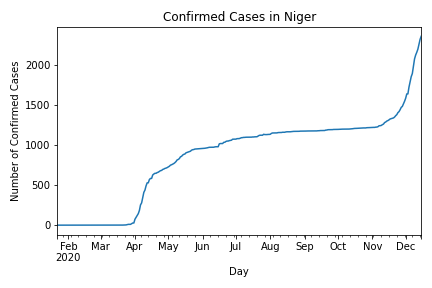 Confirmed Cases in Niger
Number of Confirmed Cases
2000
1500
1000
500
0
Feb Mar Apr May Jun Jul Aug Sep Oct Nov Dec
2020
Day